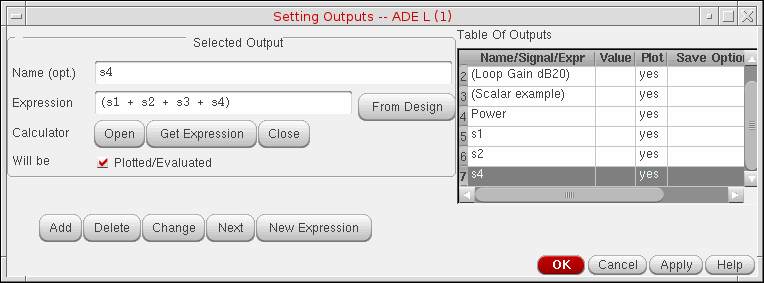 Setting Outputs -- ADE L (1)
Selected Output
Name (opt.) s4
Expression (s1 + s2 + s3 + s4) From Design
Calculator Open Get Expression Close
Will be Plotted/Evaluated
Add Delete Change Next New Expression
Table Of Outputs
Name/Signal/Expr Value Plot Save Option
2 (Loop Gain dB20) yes
3 (Scalar example) yes
4 Power yes
5 s1 yes
6 s2 yes
7 s4 yes
OK Cancel Apply Help